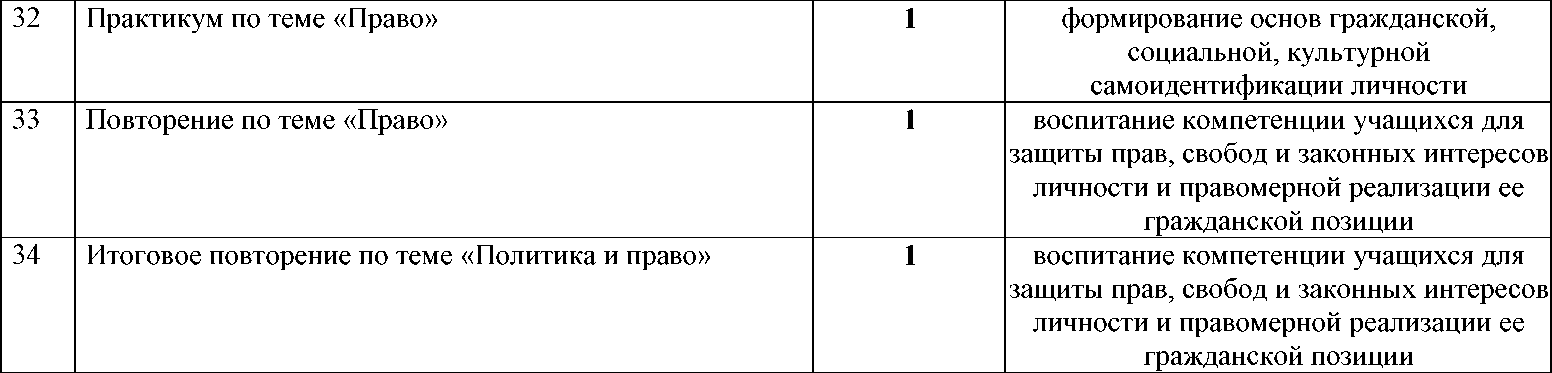 32 Практикум по теме «Право» 1 формирование основ гражданской,
социальной, культурной
самоидентификации личности
33 Повторение по теме «Право» 1 воспитание компетенции учащихся для
защиты прав, свобод и законных интересов
личности и правомерной реализации ее
гражданской позиции
34 Итоговое повторение по теме «Политика и право» 1 воспитание компетенции учащихся для
защиты прав, свобод и законных интересов
личности и правомерной реализации ее
гражданской позиции